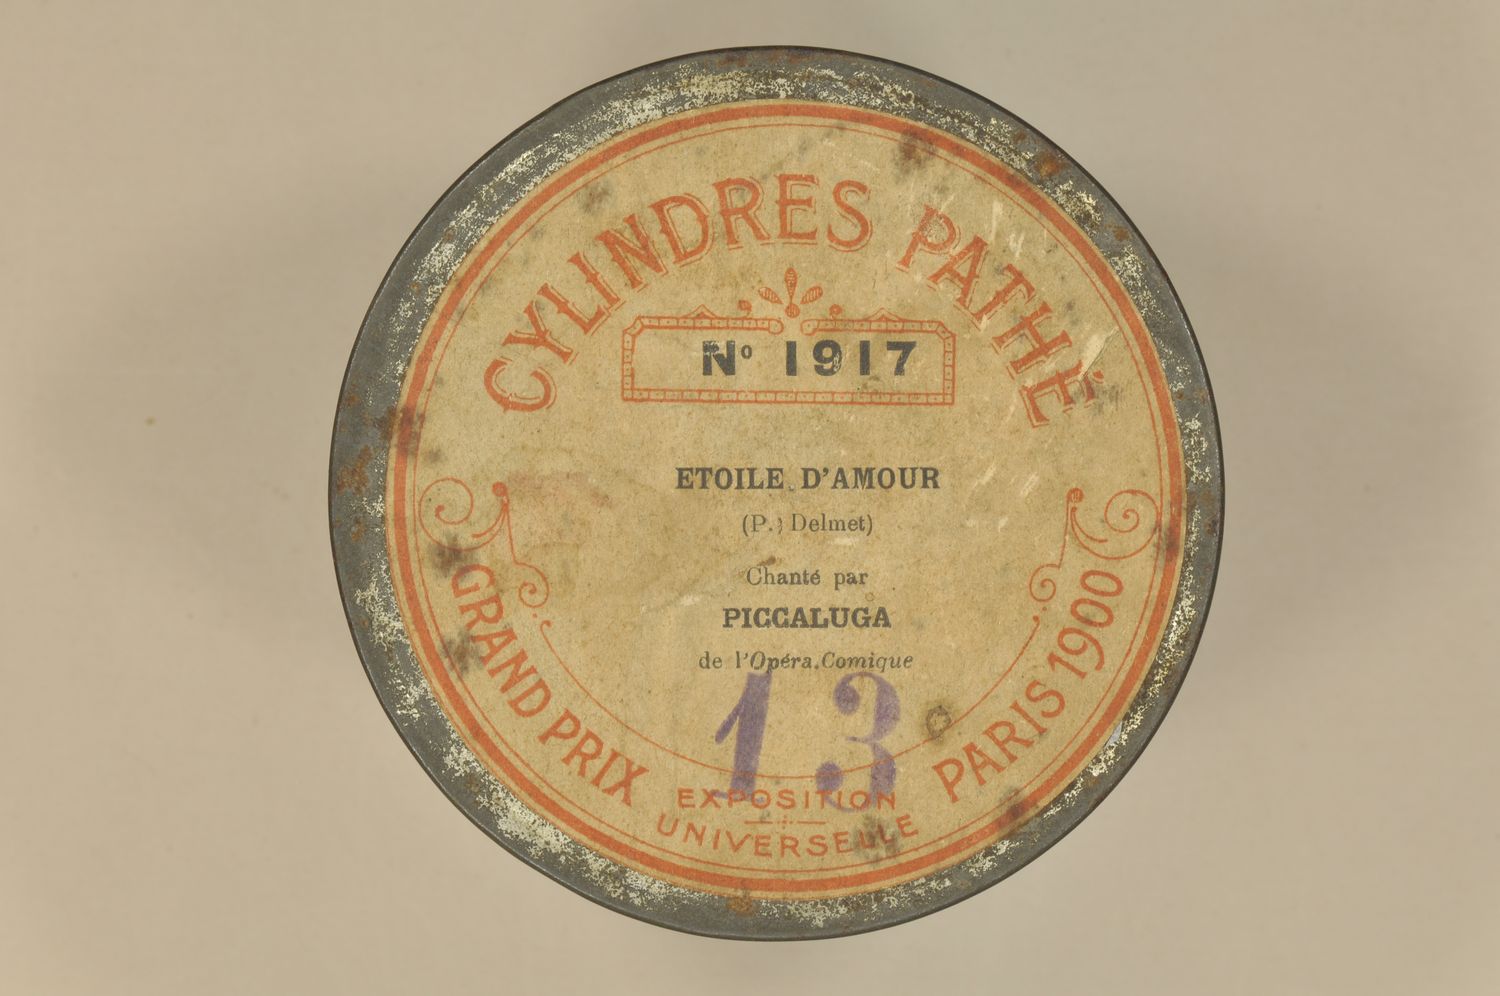 CYLINDRES PATHÉ
Nº 1917
ETOILE D'AMOUR
(P. Delmet)
Chanté par
PICCALUGA
de l'Opéra.Comique
13
GRAND PRIX
EXPOSITION
UNIVERSELLE
PARIS 1900